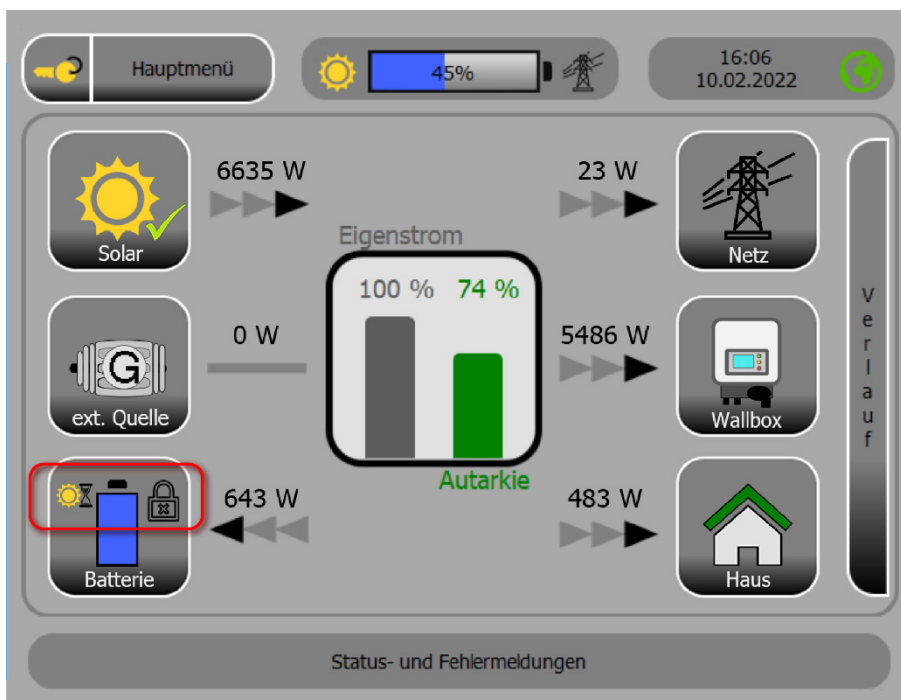 Hauptmenü
45%
16:06
10.02.2022
6635 W
23 W
Solar
Netz
Eigenstrom
100 %
74 %
0 W
5486 W
G
ext. Quelle
Wallbox
Verlauf
Autarkie
643 W
483 W
Batterie
Haus
Status- und Fehlermeldungen